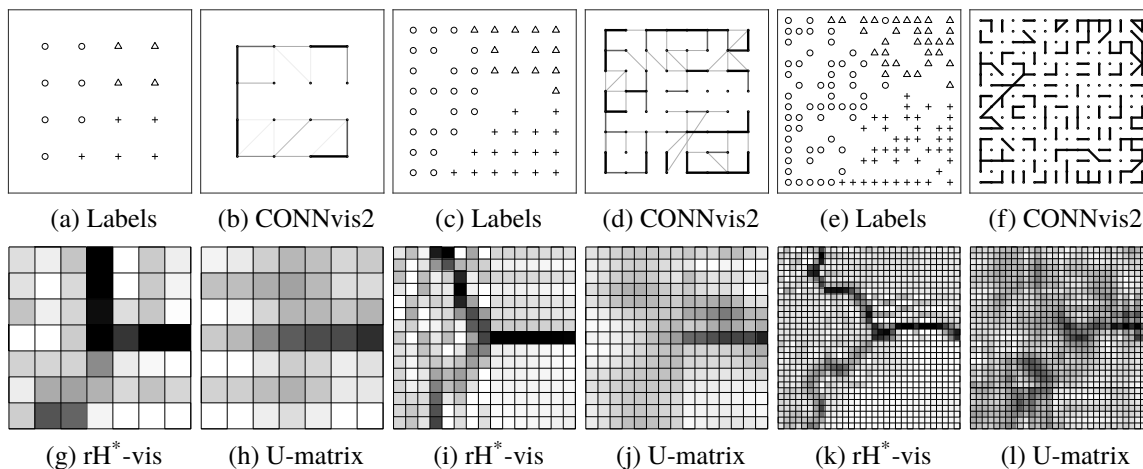 (a) Labels
(b) CONNvis2
(c) Labels
(d) CONNvis2
(e) Labels
(f) CONNvis2
(g) rH*-vis
(h) U-matrix
(i) rH*-vis
(j) U-matrix
(k) rH*-vis
(l) U-matrix